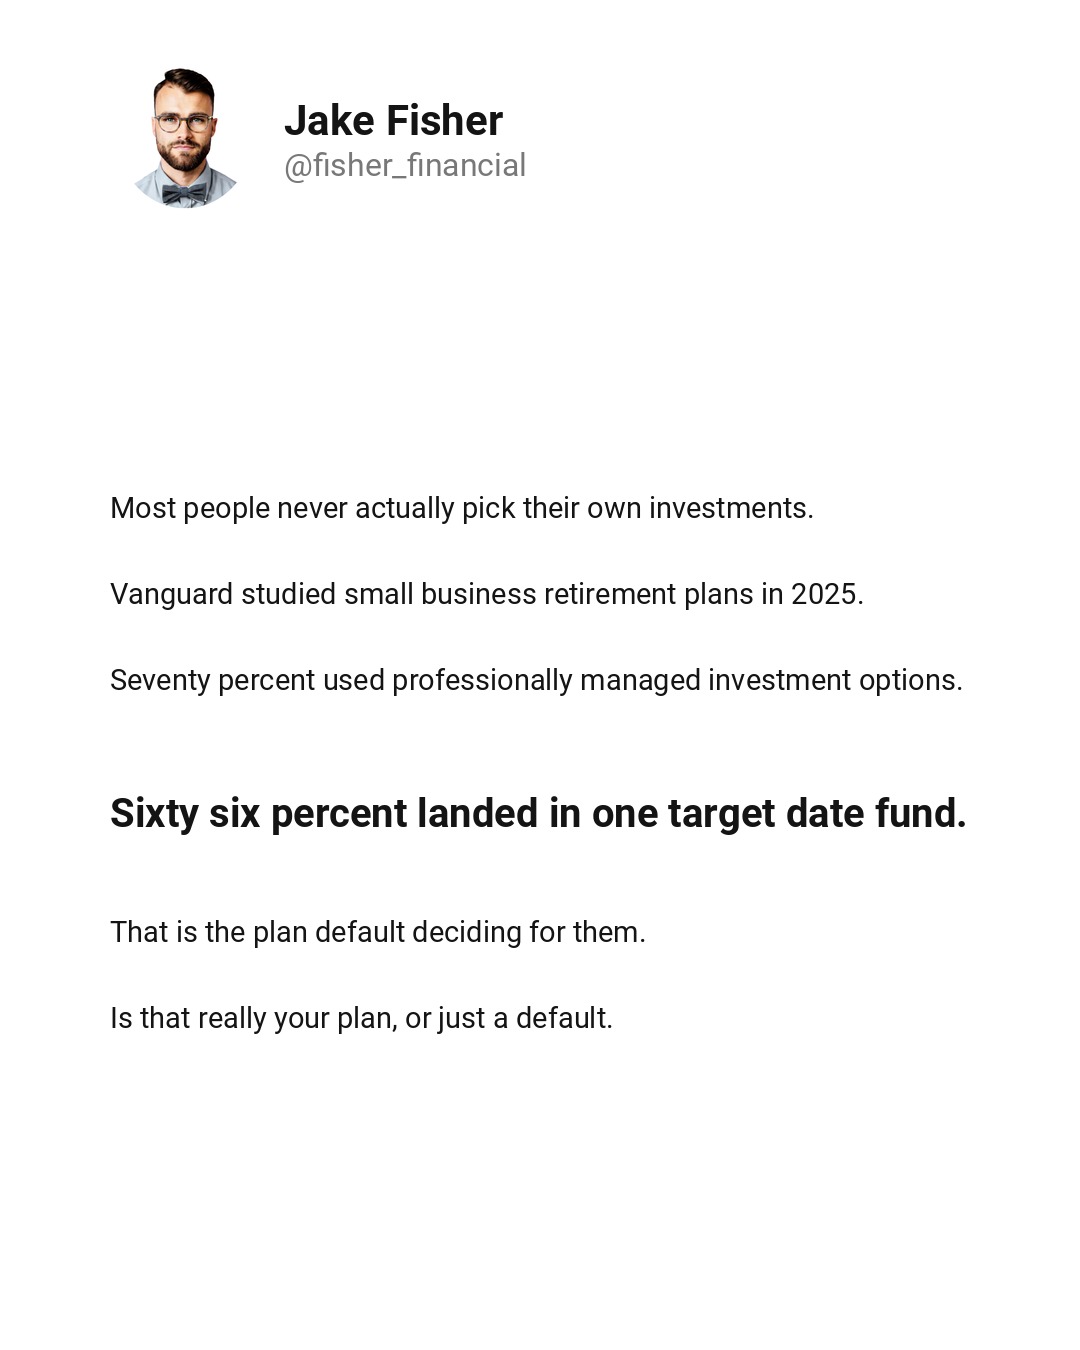 Jake Fisher
@fisher_financial
Most people never actually pick their own investments.
Vanguard studied small business retirement plans in 2025.
Seventy percent used professionally managed investment options.
Sixty six percent landed in one target date fund.
That is the plan default deciding for them.
Is that really your plan, or just a default.